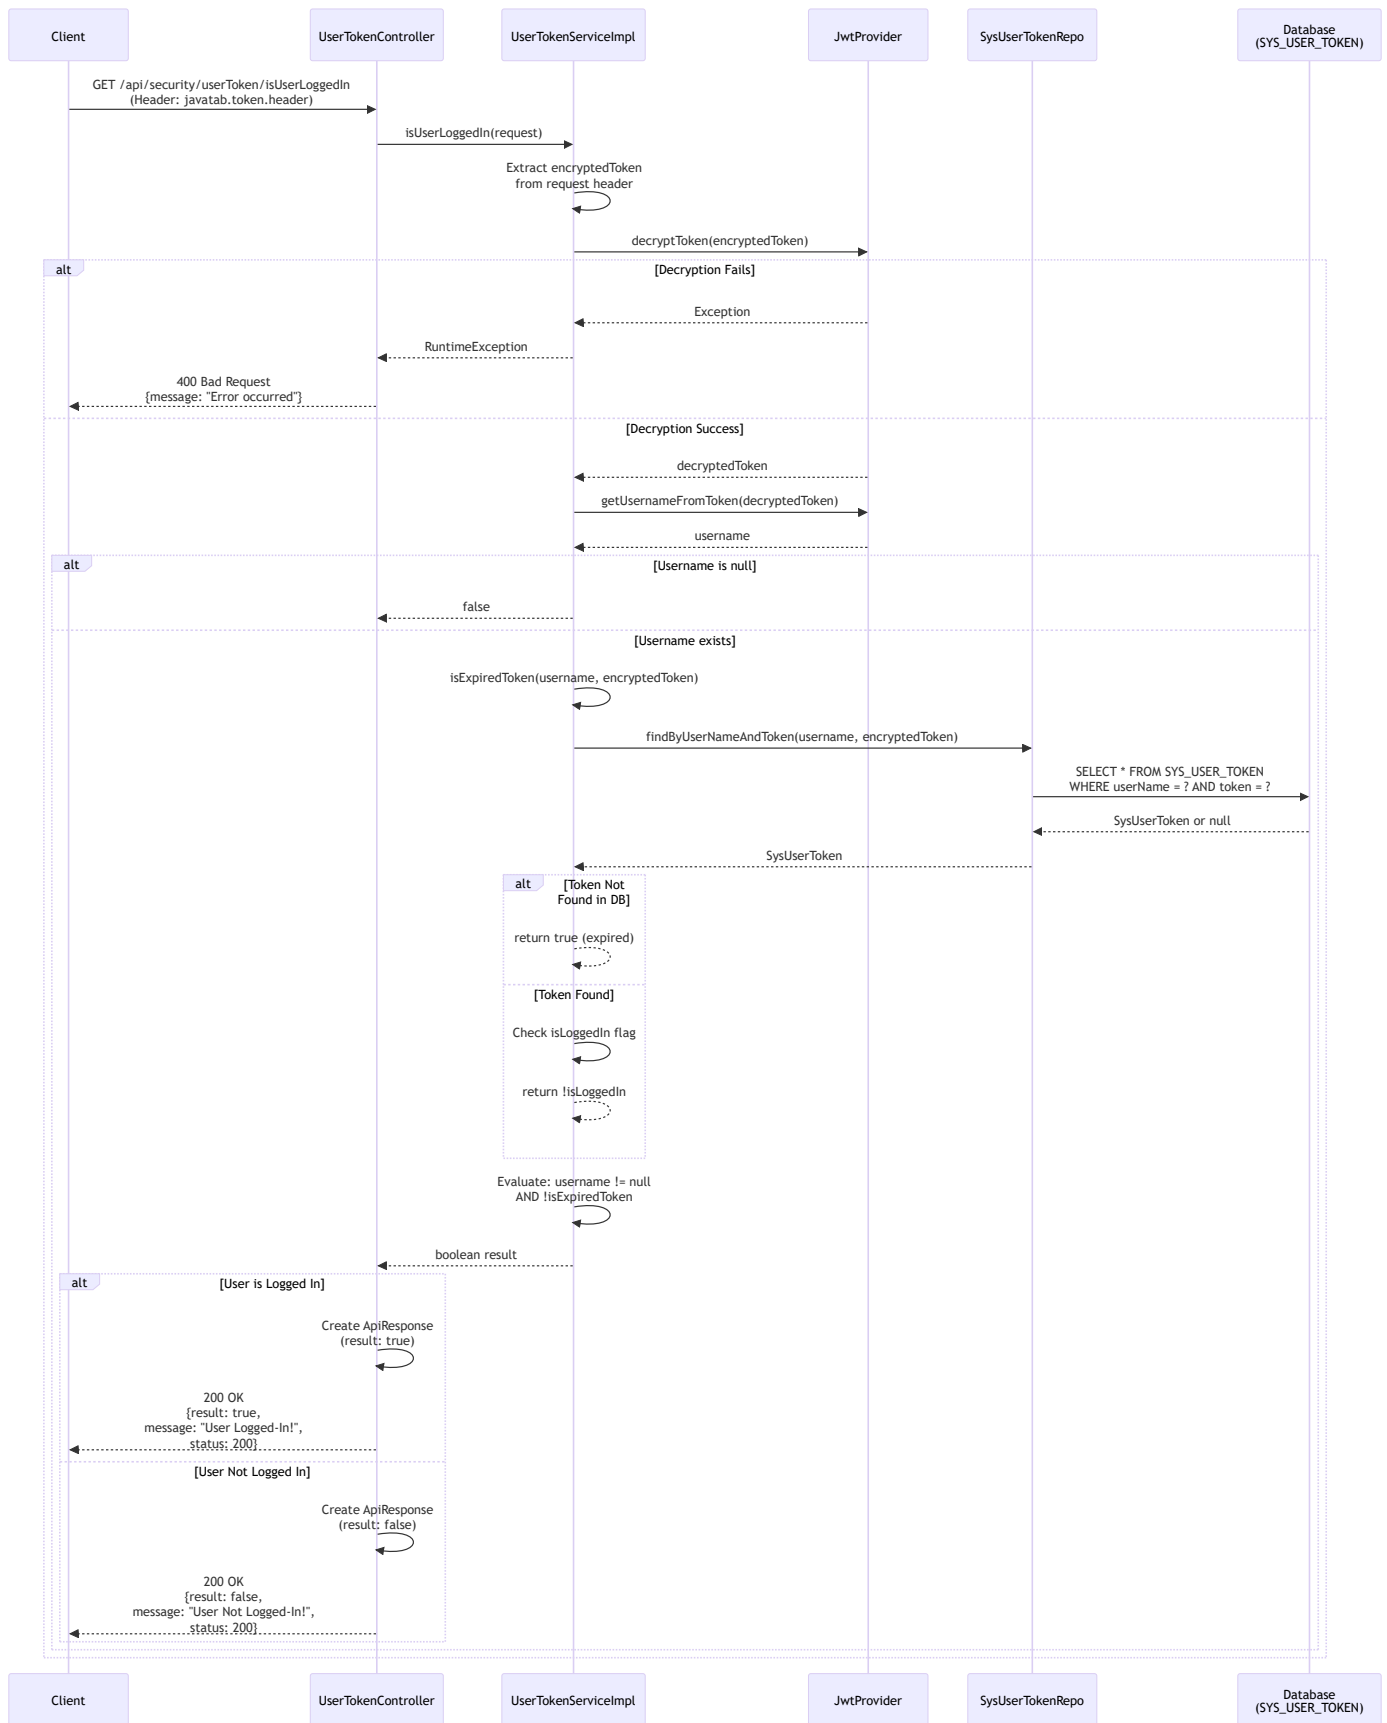 Client
UserTokenController
UserTokenServiceImpl
JwtProvider
SysUserTokenRepo
Database
(SYS_USER_TOKEN)
GET /api/security/userToken/isUserLoggedIn
(Header: javatab.token.header)
isUserLoggedIn(request)
Extract encryptedToken
from request header
decryptToken(encryptedToken)
alt
[Decryption Fails]
Exception
RuntimeException
400 Bad Request
{message: "Error occurred"}
[Decryption Success]
decryptedToken
getUsernameFromToken(decryptedToken)
username
alt
[Username is null]
false
[Username exists]
isExpiredToken(username, encryptedToken)
findByUserNameAndToken(username, encryptedToken)
SELECT * FROM SYS_USER_TOKEN
WHERE userName = ? AND token = ?
SysUserToken or null
SysUserToken
alt
[Token Not
Found in DB]
return true (expired)
[Token Found]
Check isLoggedIn flag
return !isLoggedIn
Evaluate: username != null
AND !isExpiredToken
boolean result
alt
[User is Logged In]
Create ApiResponse
(result: true)
200 OK
{result: true,
message: "User Logged-In!",
status: 200}
[User Not Logged In]
Create ApiResponse
(result: false)
200 OK
{result: false,
message: "User Not Logged-In!",
status: 200}
Client
UserTokenController
UserTokenServiceImpl
JwtProvider
SysUserTokenRepo
Database
(SYS_USER_TOKEN)